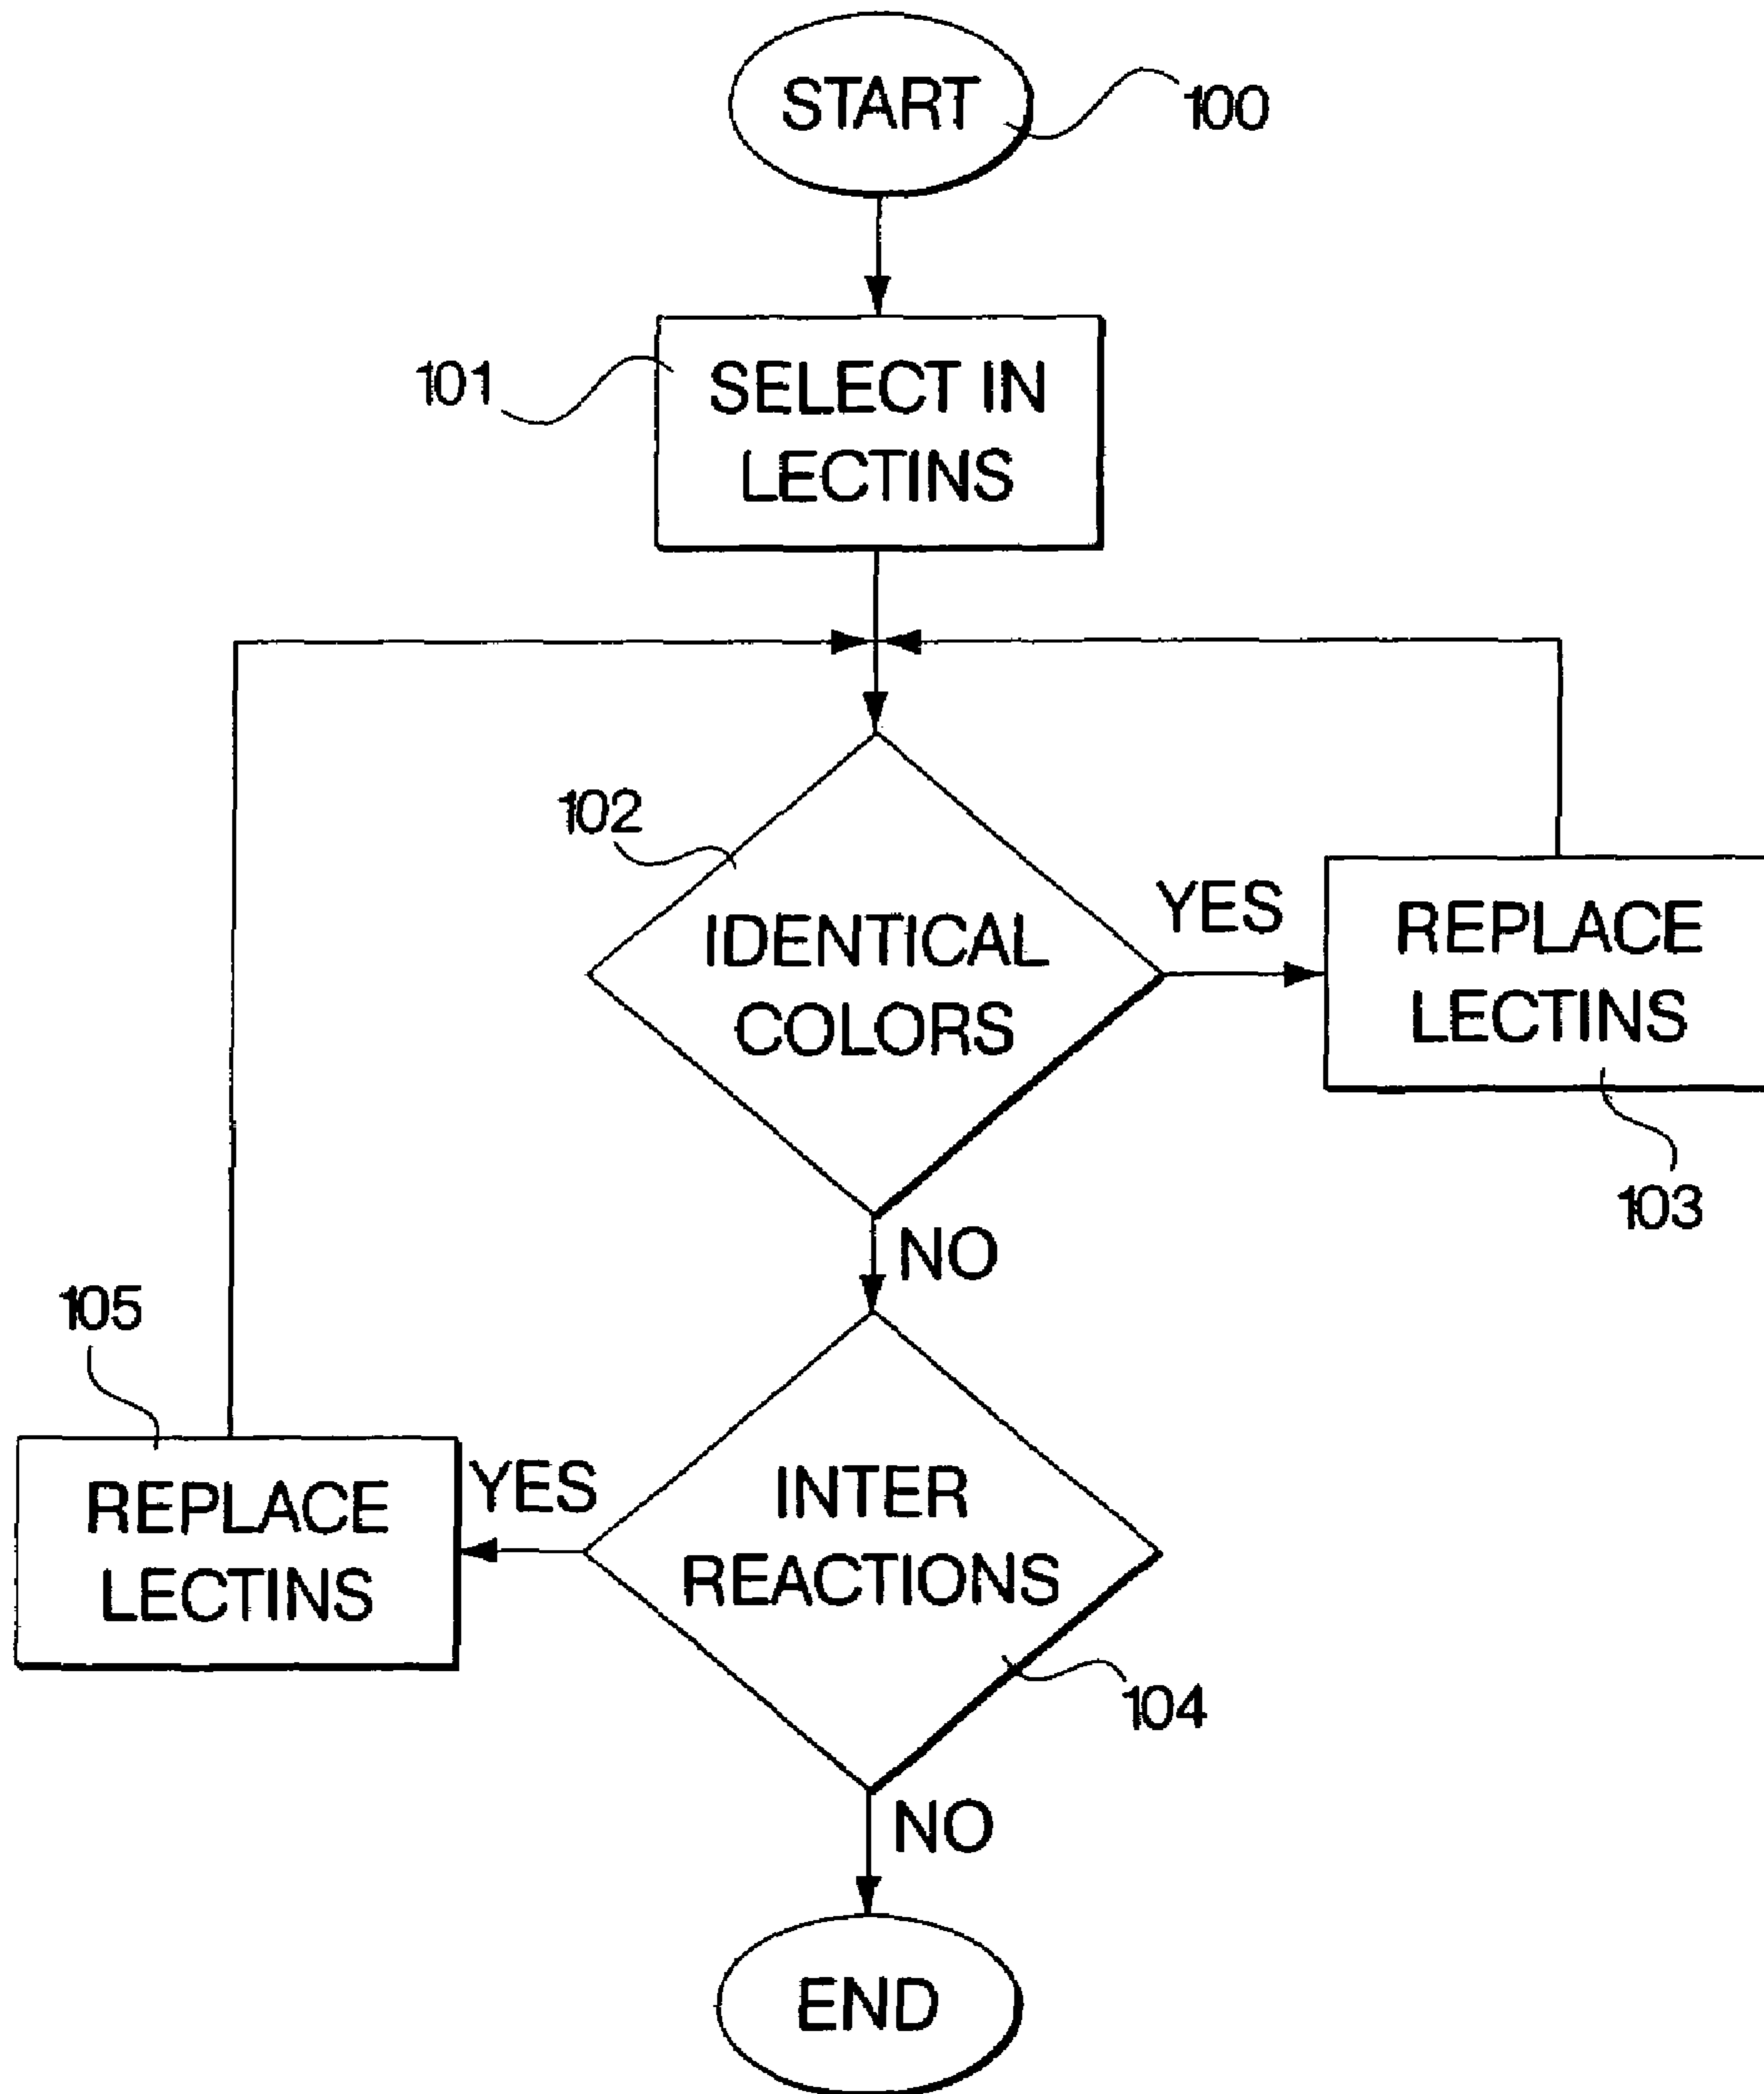 START
100
101
SELECT IN
LECTINS
102
IDENTICAL
COLORS
YES
REPLACE
LECTINS
103
NO
105
REPLACE
LECTINS
YES
INTER
REACTIONS
104
NO
END